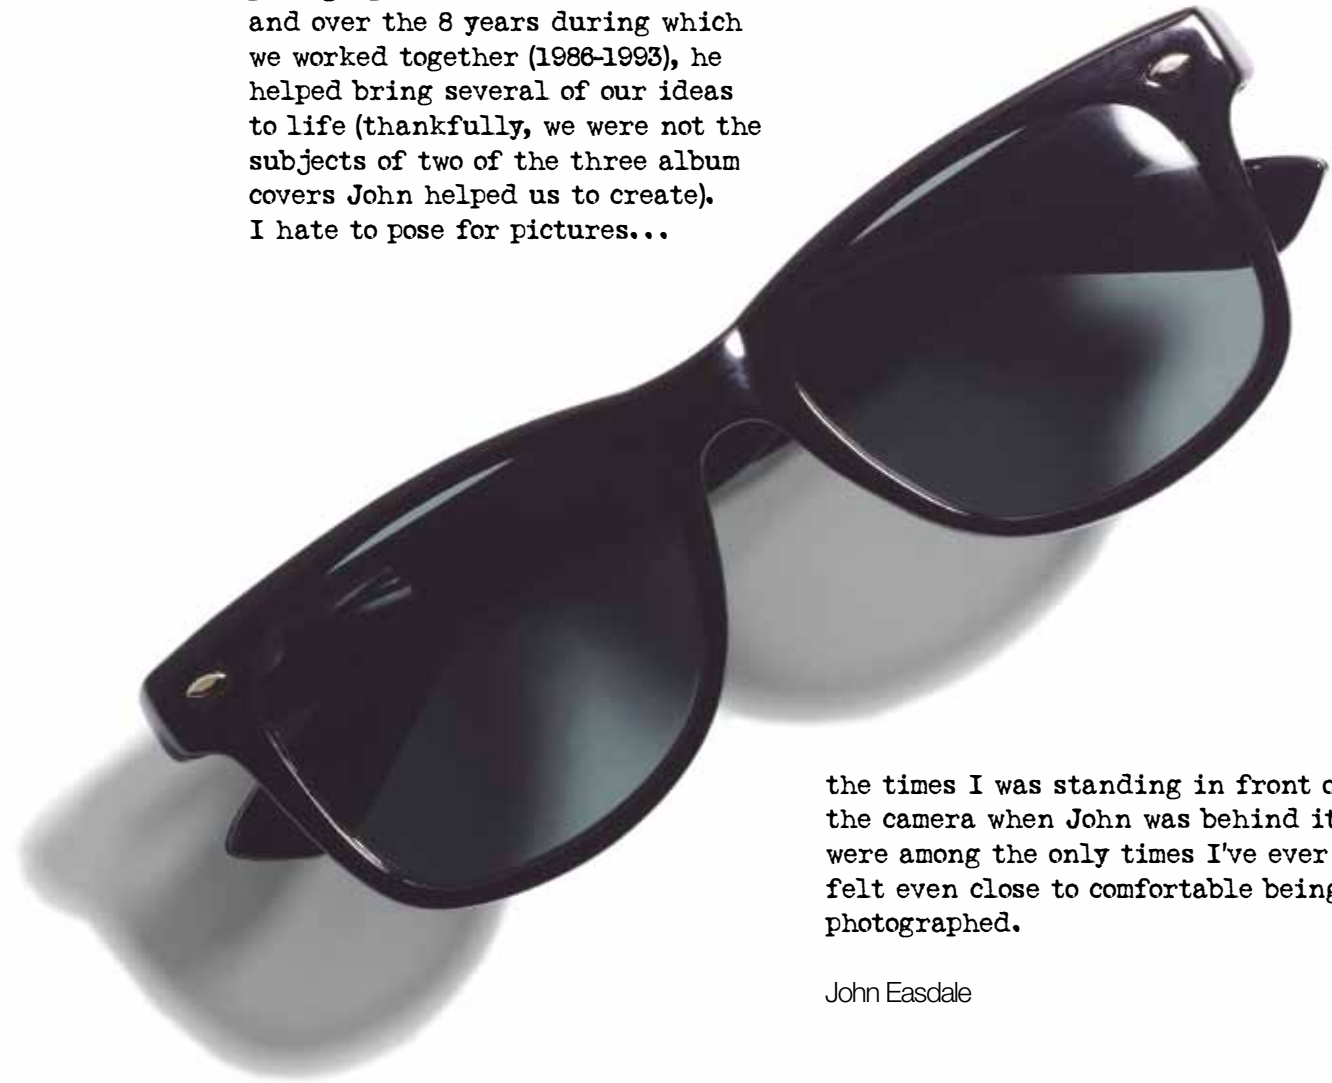 and over the 8 years during which
we worked together (1986-1993), he
helped bring several of our ideas
to life (thankfully, we were not the
subjects of two of the three album
covers John helped us to create).
I hate to pose for pictures...
the times I was standing in front
the camera when John was behind it
were among the only times I've ever
felt even close to comfortable being
photographed.
John Easdale